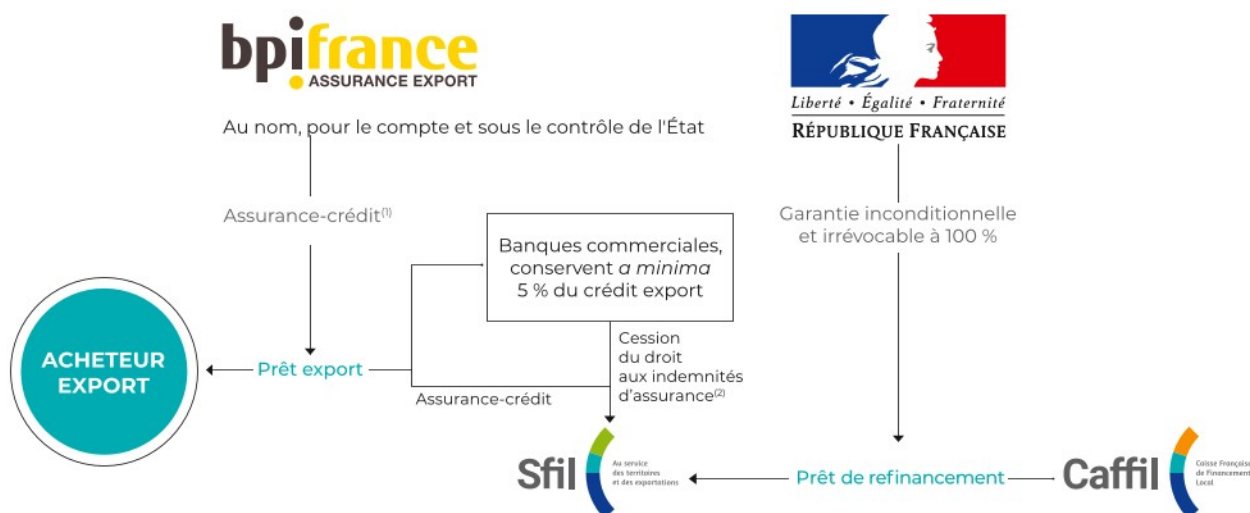 bpifrance
ASSURANCE EXPORT
Liberté • Égalité • Fraternité
RÉPUBLIQUE FRANÇAISE
Au nom, pour le compte et sous le contrôle de l'État
Assurance-crédit(1)
Garantie inconditionnelle
et irrévocable à 100 %
Banques commerciales,
conservent a minima
5 % du crédit export
ACHETEUR
EXPORT
Prêt export
Assurance-crédit
Cession
du droit
aux indemnités
d'assurance(2)
Sfil
Au service
des territoires
et des exportations
Prêt de refinancement
Caffil
Caisse Française
de Financement
Local